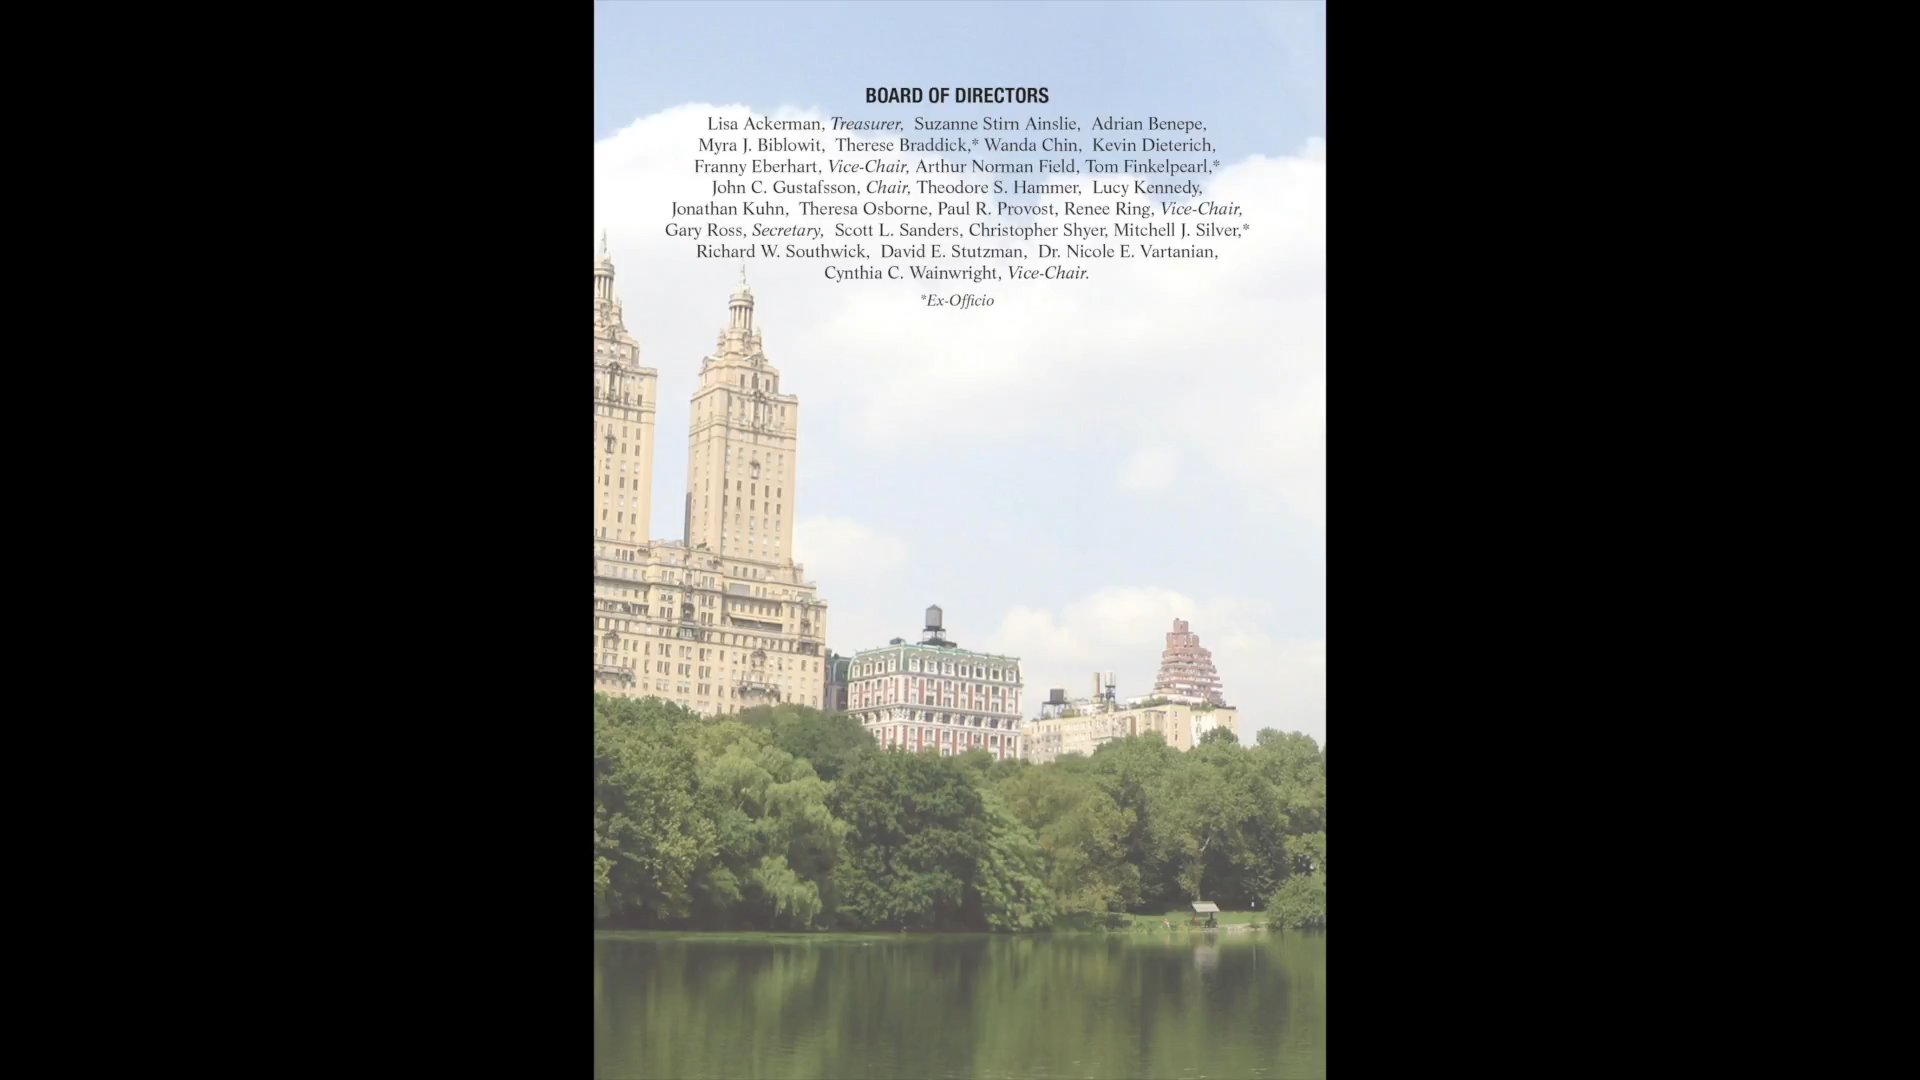 BOARD OF DIRECTORS
Lisa Ackerman, Treasurer, Suzanne Stirn Ainslie, Adrian Benepe,
Myra J. Biblowit, Therese Braddick,* Wanda Chin, Kevin Dieterich,
Franny Eberhart, Vice-Chair, Arthur Norman Field, Tom Finkelpearl,*
John C. Gustafsson, Chair, Theodore S. Hammer, Lucy Kennedy,
Jonathan Kuhn, Theresa Osborne, Paul R. Provost, Renee Ring, Vice-Chair,
Gary Ross, Secretary, Scott L. Sanders, Christopher Shyer, Mitchell J. Silver,*
Richard W. Southwick, David E. Stutzman, Dr. Nicole E. Vartanian,
Cynthia C. Wainwright, Vice-Chair.
*Ex-Officio